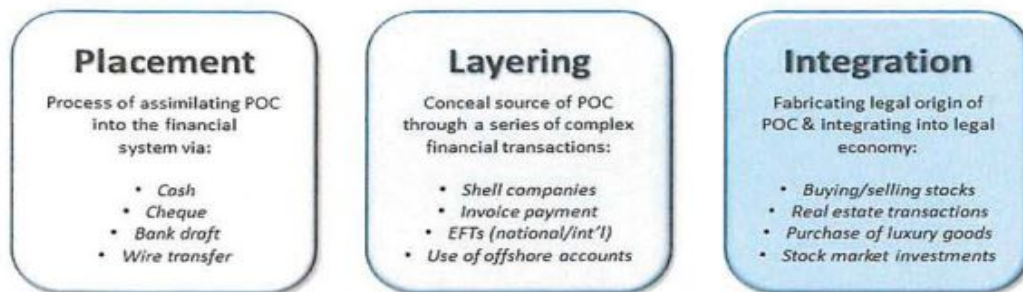 Placement
Process of assimilating POC
into the financial
system via:
• Cash
• Cheque
• Bank draft
• Wire transfer
Layering
Conceal source of POC
through a series of complex
financial transactions:
• Shell companies
• Invoice payment
• EFTs (national/int'l)
• Use of offshore accounts
Integration
Fabricating legal origin of
POC & integrating into legal
economy:
• Buying/selling stocks
• Real estate transactions
• Purchase of luxury goods
• Stock market investments